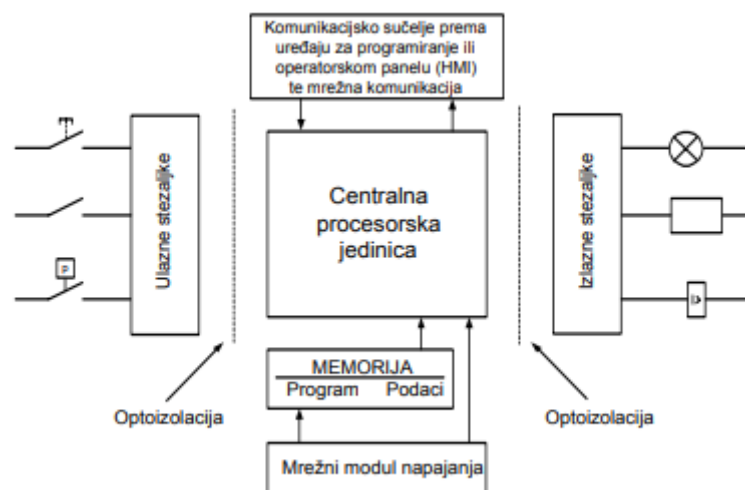 Komunikacijsko sučelje prema
uređaju za programiranje ili
operatorskom panelu (HMI)
te mrežna komunikacija
Ulazne stezaljke
Centralna
procesorska
jedinica
Izlazne stezaljke
P
MEMORIJA
Program Podaci
Optoizolacija
Optoizolacija
Mrežni modul napajanja